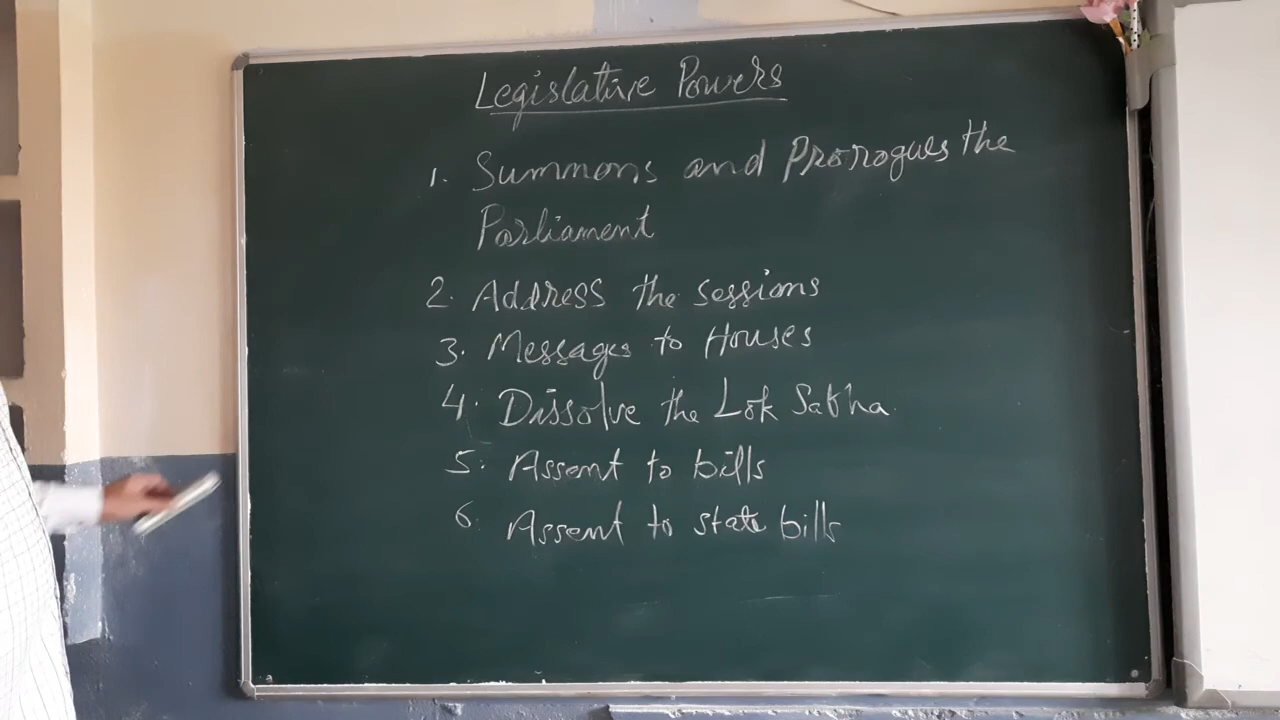 Legislative Powers
1. Summons and Prorogues the
Parliament
2. Address the sessions
3. Messages to Houses
4. Dissolve the Lok Sabha
5. Assent to bills
6. Assent to state bills